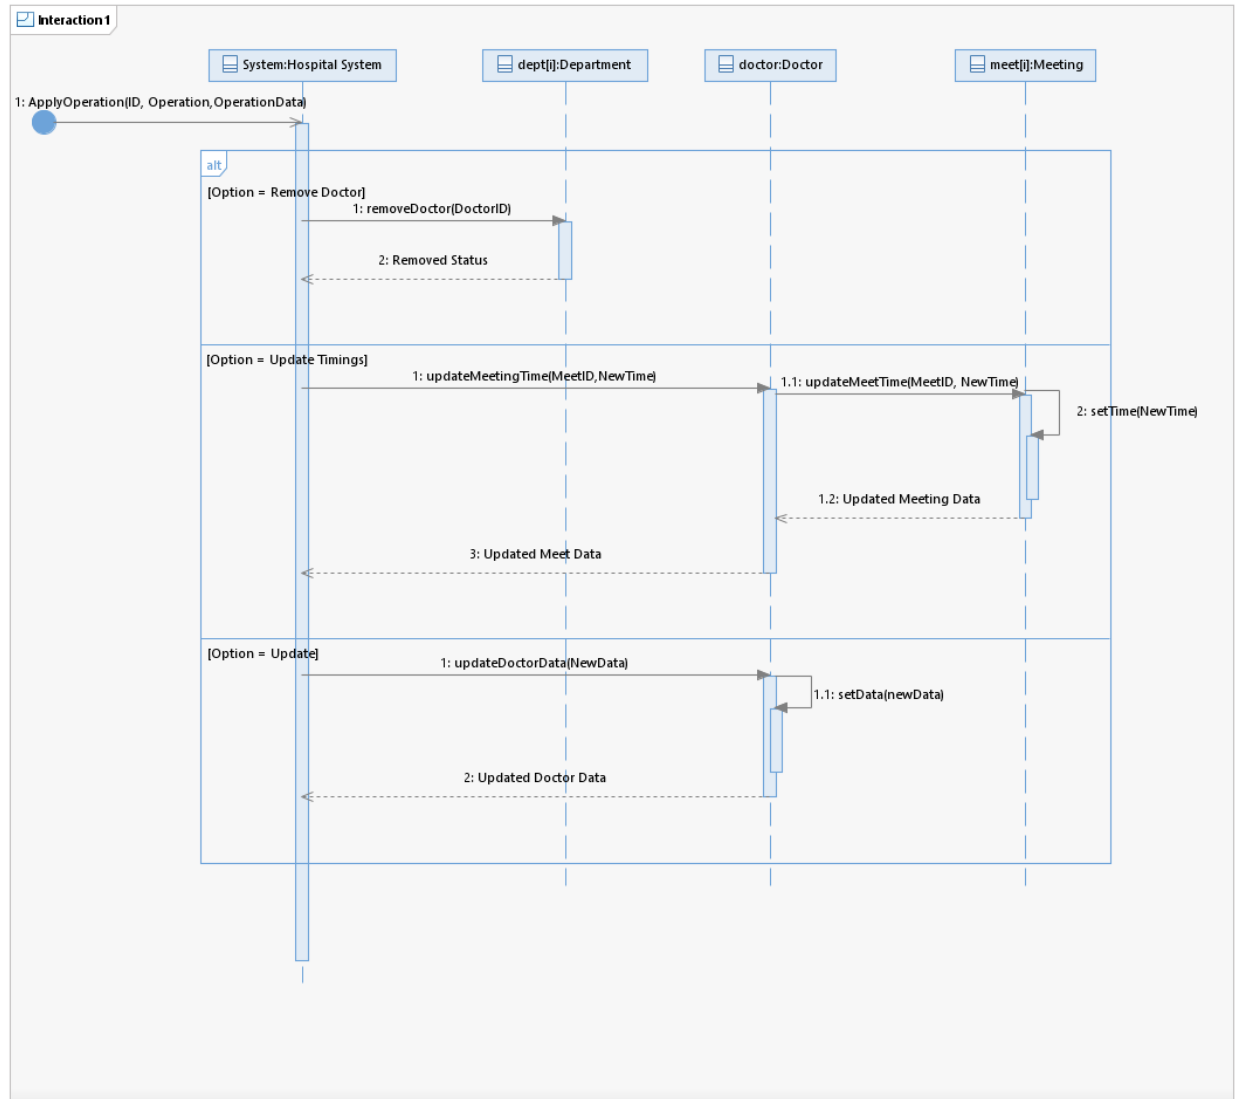 Interaction1
System:Hospital System
dept[i]:Department
doctor:Doctor
meet[i]:Meeting
1: ApplyOperation(ID, Operation,OperationData)
alt
[Option = Remove Doctor]
1: removeDoctor(DoctorID)
2: Removed Status
[Option = Update Timings]
1: updateMeetingTime(MeetID,NewTime)
1.1: updateMeetTime(MeetID, NewTime)
2: setTime(NewTime)
1.2: Updated Meeting Data
3: Updated Meet Data
[Option = Update]
1: updateDoctorData(NewData)
1.1: setData(newData)
2: Updated Doctor Data